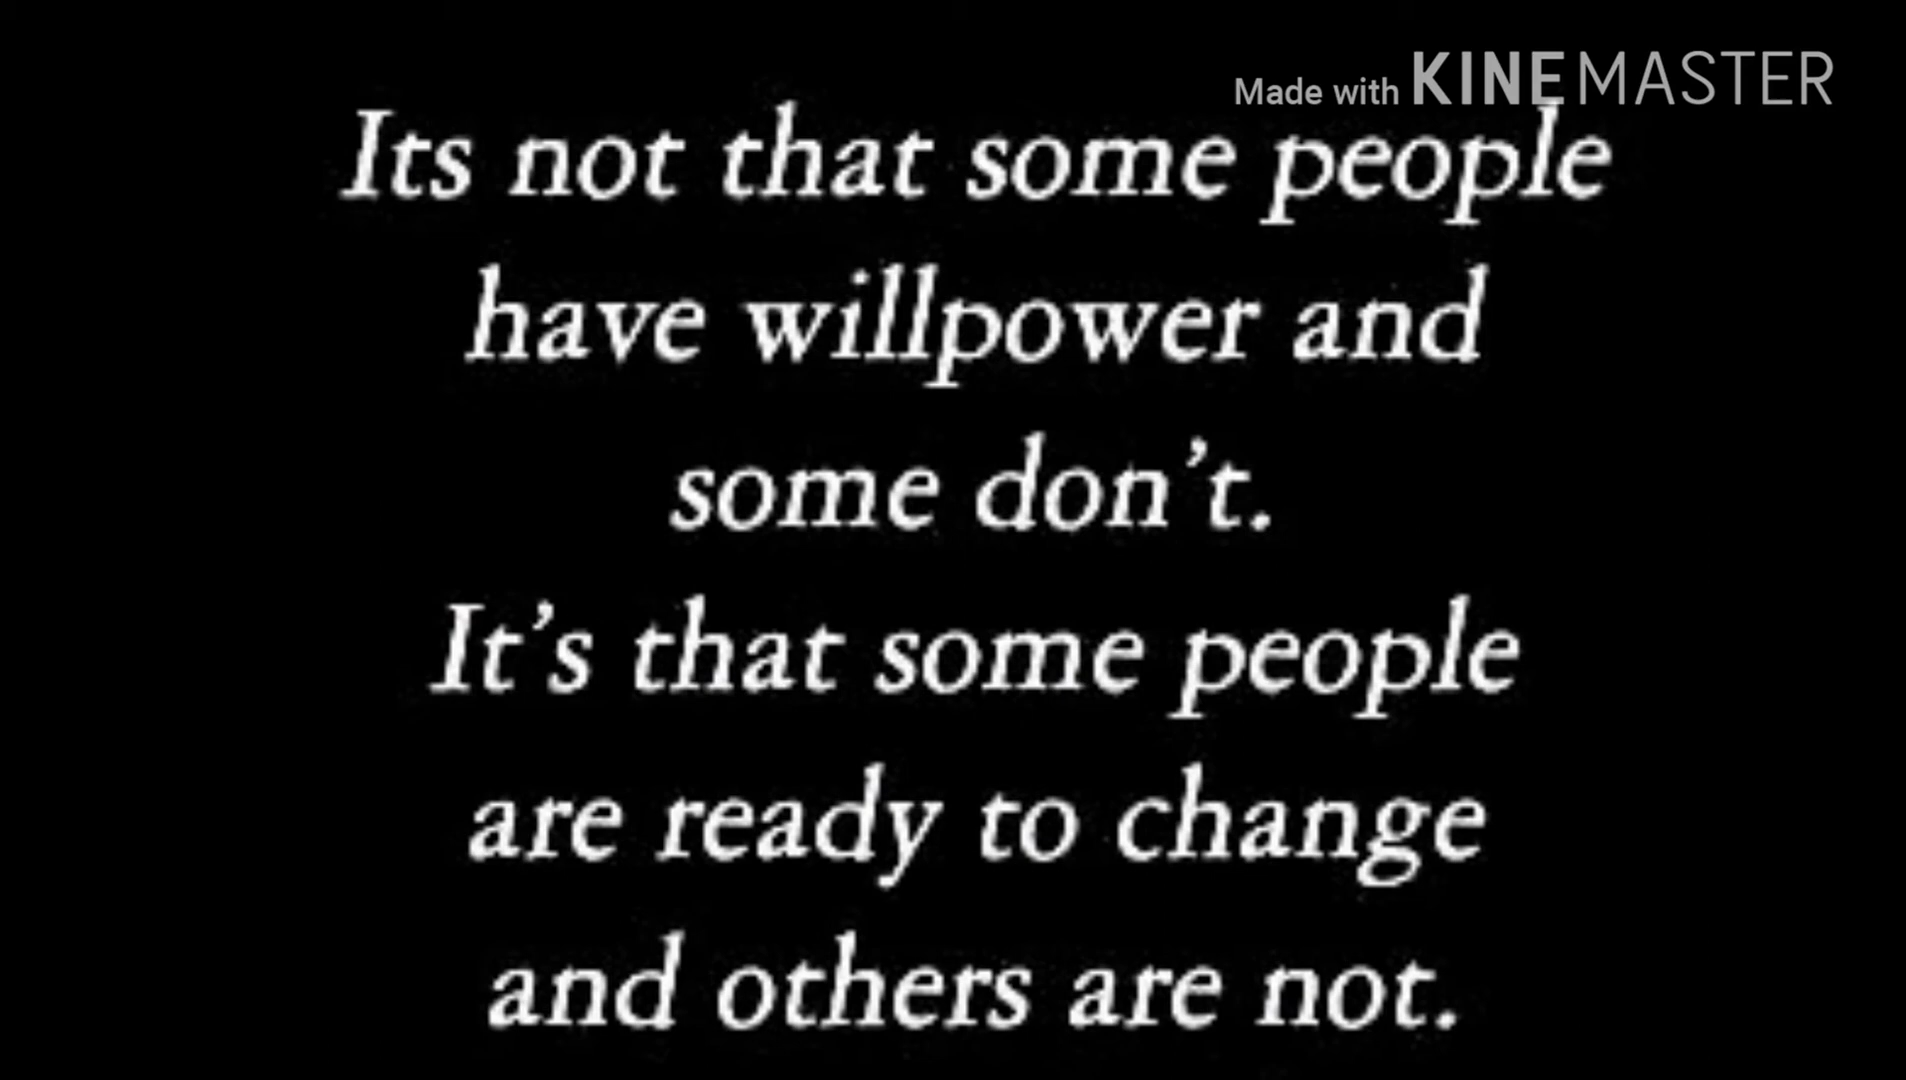 Made with KINEMASTER
Its not that some people
have willpower and
some don’t.
It’s that some people
are ready to change
and others are not.